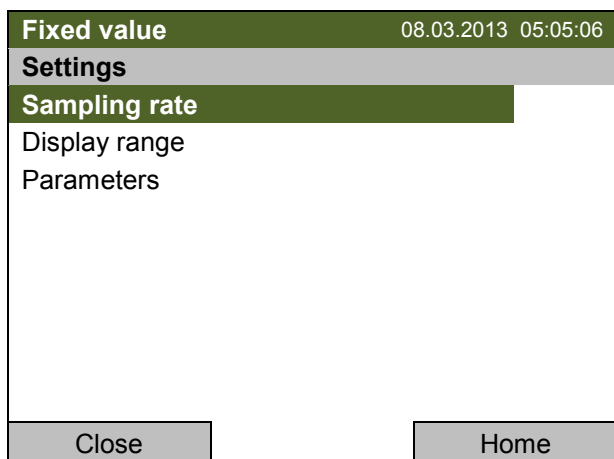 Fixed value 08.03.2013 05:05:06
Settings
Sampling rate
Display range
Parameters
Close Home